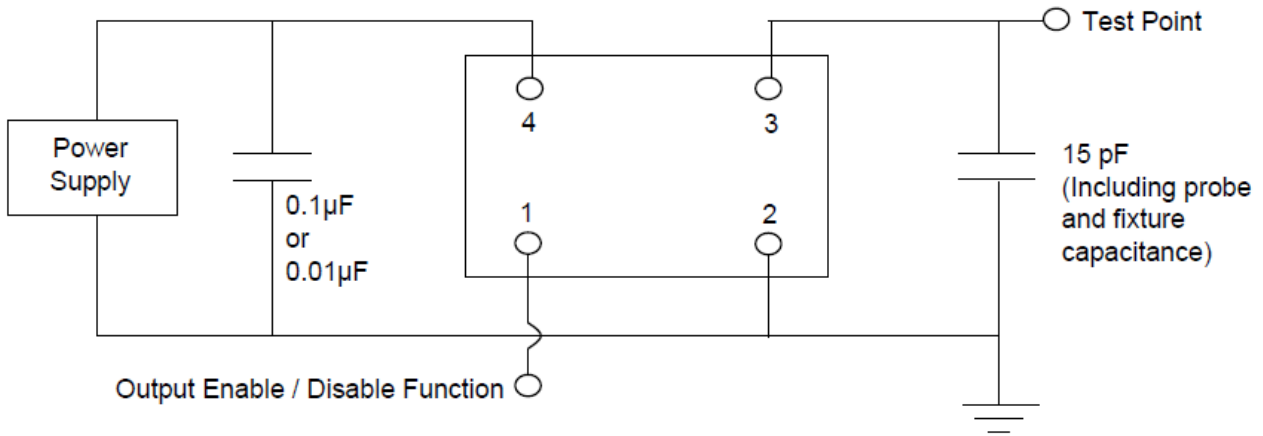 Test Point
4
3
Power
Supply
15 pF
(Including probe
and fixture
capacitance)
0.1µF
or
0.01µF
1
2
Output Enable / Disable Function